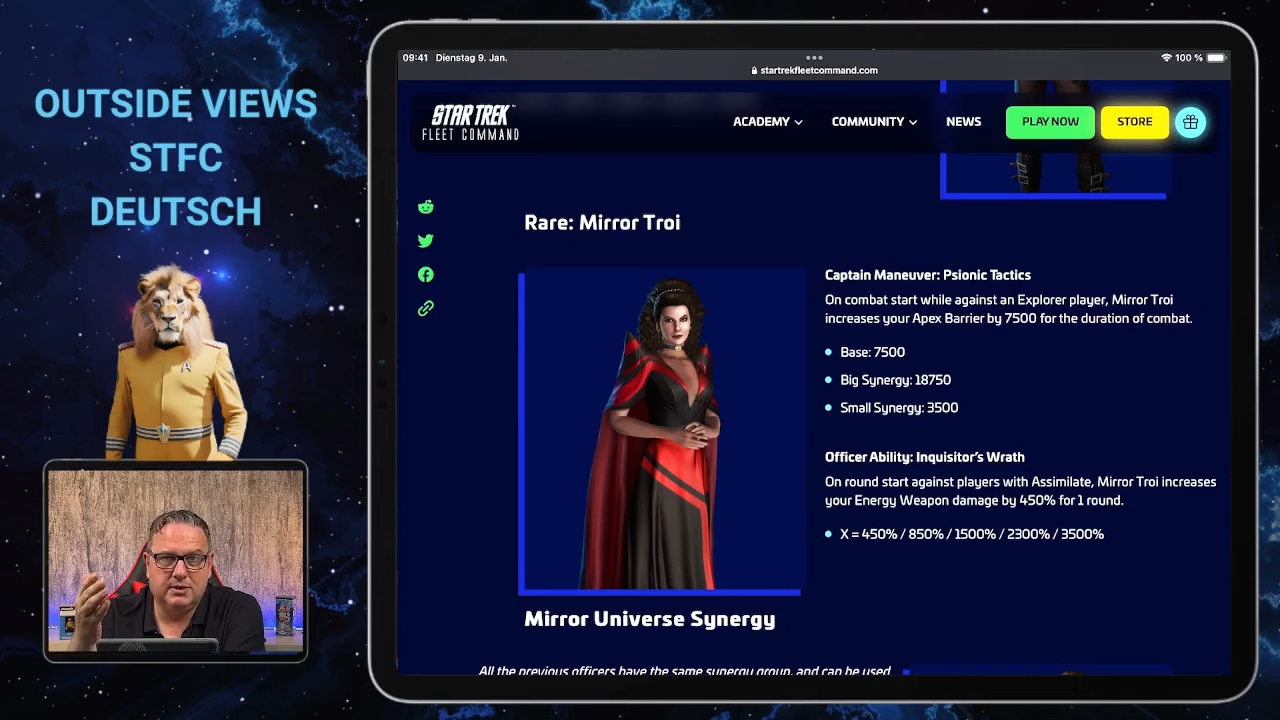 OUTSIDE VIEWS
STFC
DEUTSCH
09:41 Dienstag 9. Jan.
100 %
startrekfleetcommand.com
STAR TREK
FLEET COMMAND
ACADEMY
COMMUNITY
NEWS
PLAY NOW
STORE
Rare: Mirror Troi
Captain Maneuver: Psionic Tactics
On combat start while against an Explorer player, Mirror Troi
increases your Apex Barrier by 7500 for the duration of combat.
Base: 7500
Big Synergy: 18750
Small Synergy: 3500
Officer Ability: Inquisitor's Wrath
On round start against players with Assimilate, Mirror Troi increases
your Energy Weapon damage by 450% for 1 round.
X = 450% / 850% / 1500% / 2300% / 3500%
Mirror Universe Synergy
All the previous officers have the same synergy group, and can be used